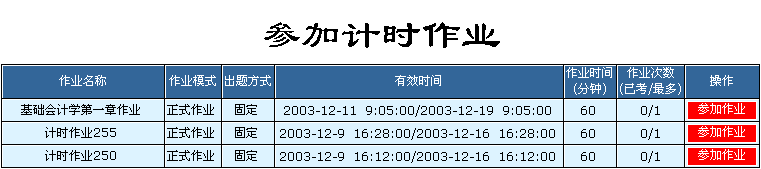 参加计时作业
作业名称 作业模式 出题方式 有效时间 作业时间(分钟) 作业次数(已考/最多) 操作
基础会计学第一章作业 正式作业 固定 2003-12-11 9:05:00/2003-12-19 9:05:00 60 0/1 参加作业
计时作业255 正式作业 固定 2003-12-9 16:28:00/2003-12-16 16:28:00 60 0/1 参加作业
计时作业250 正式作业 固定 2003-12-9 16:12:00/2003-12-16 16:12:00 60 0/1 参加作业